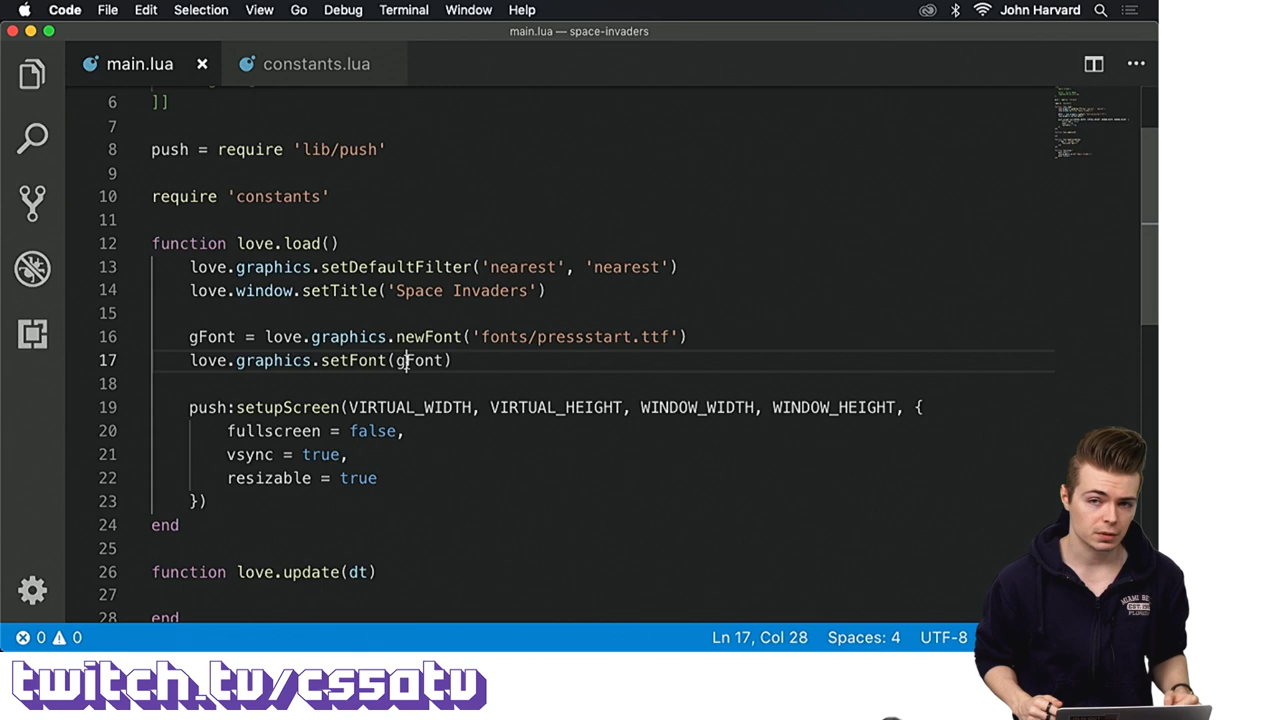 Code File Edit Selection View Go Debug Terminal Window Help John Harvard
main.lua — space-invaders
main.lua constants.lua
6 ]]
7
8 push = require 'lib/push'
9
10 require 'constants'
11
12 function love.load()
13 love.graphics.setDefaultFilter('nearest', 'nearest')
14 love.window.setTitle('Space Invaders')
15
16 gFont = love.graphics.newFont('fonts/pressstart.ttf')
17 love.graphics.setFont(gFont)
18
19 push:setupScreen(VIRTUAL_WIDTH, VIRTUAL_HEIGHT, WINDOW_WIDTH, WINDOW_HEIGHT, {
20 fullscreen = false,
21 vsync = true,
22 resizable = true
23 })
24 end
25
26 function love.update(dt)
27
28 end
0 0 Ln 17, Col 28 Spaces: 4 UTF-8
twitch.tv/cs50tv